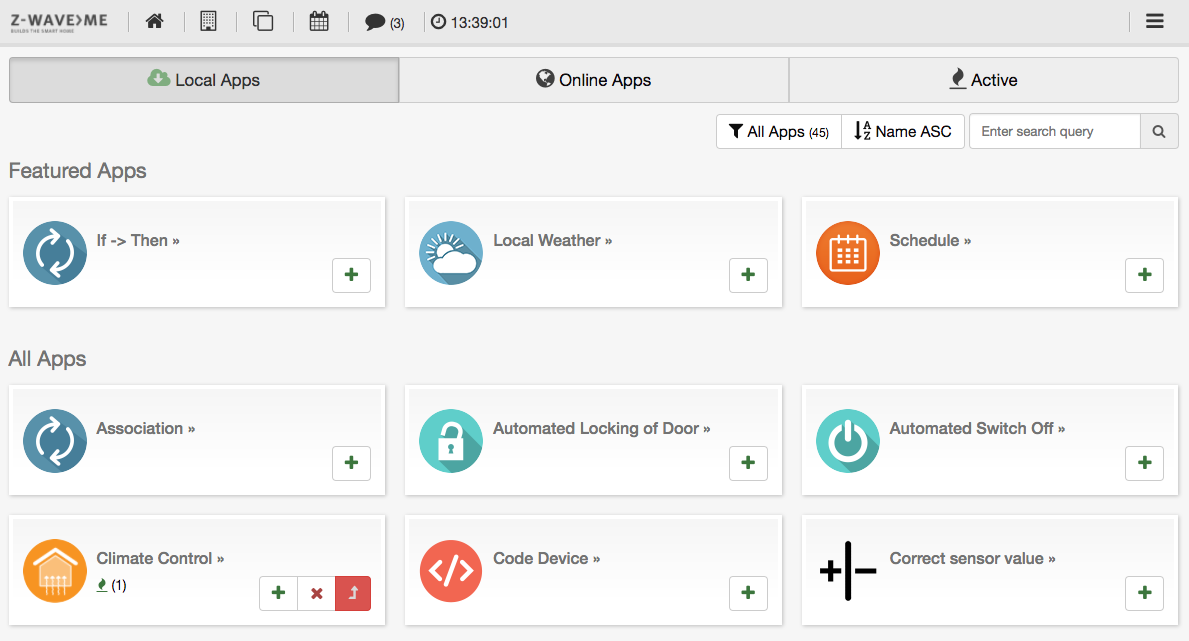 Z-WAVE>ME
BUILDS THE SMART HOME
(3)
13:39:01
Local Apps
Online Apps
Active
All Apps (45)
Name ASC
Enter search query
Featured Apps
If -> Then »
Local Weather »
Schedule »
All Apps
Association »
Automated Locking of Door »
Automated Switch Off »
Climate Control »
(1)
Code Device »
Correct sensor value »